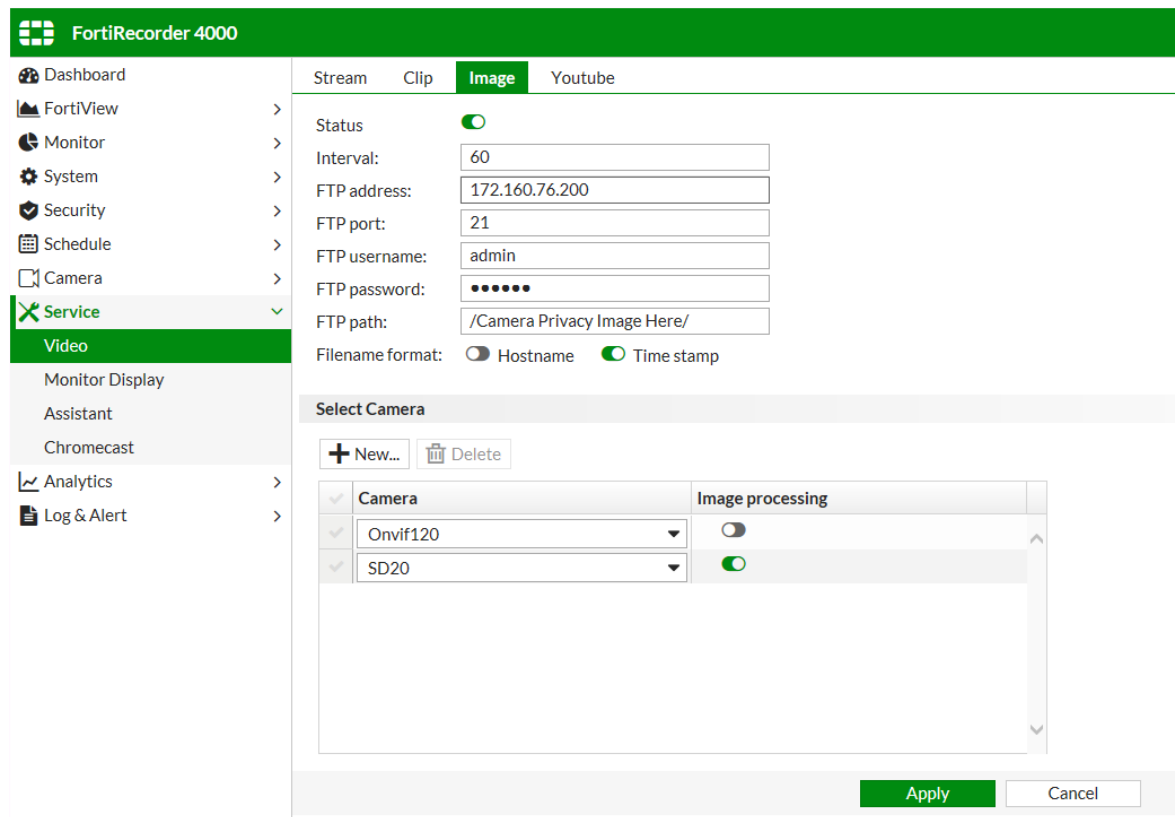 FortiRecorder 4000
Dashboard
FortiView
Monitor
System
Security
Schedule
Camera
Service
Video
Monitor Display
Assistant
Chromecast
Analytics
Log & Alert
Stream Clip Image Youtube
Status
Interval: 60
FTP address: 172.160.76.200
FTP port: 21
FTP username: admin
FTP password: ●●●●●●
FTP path: /Camera Privacy Image Here/
Filename format: Hostname Time stamp
Select Camera
New... Delete
Camera Image processing
Onvif120
SD20
Apply Cancel